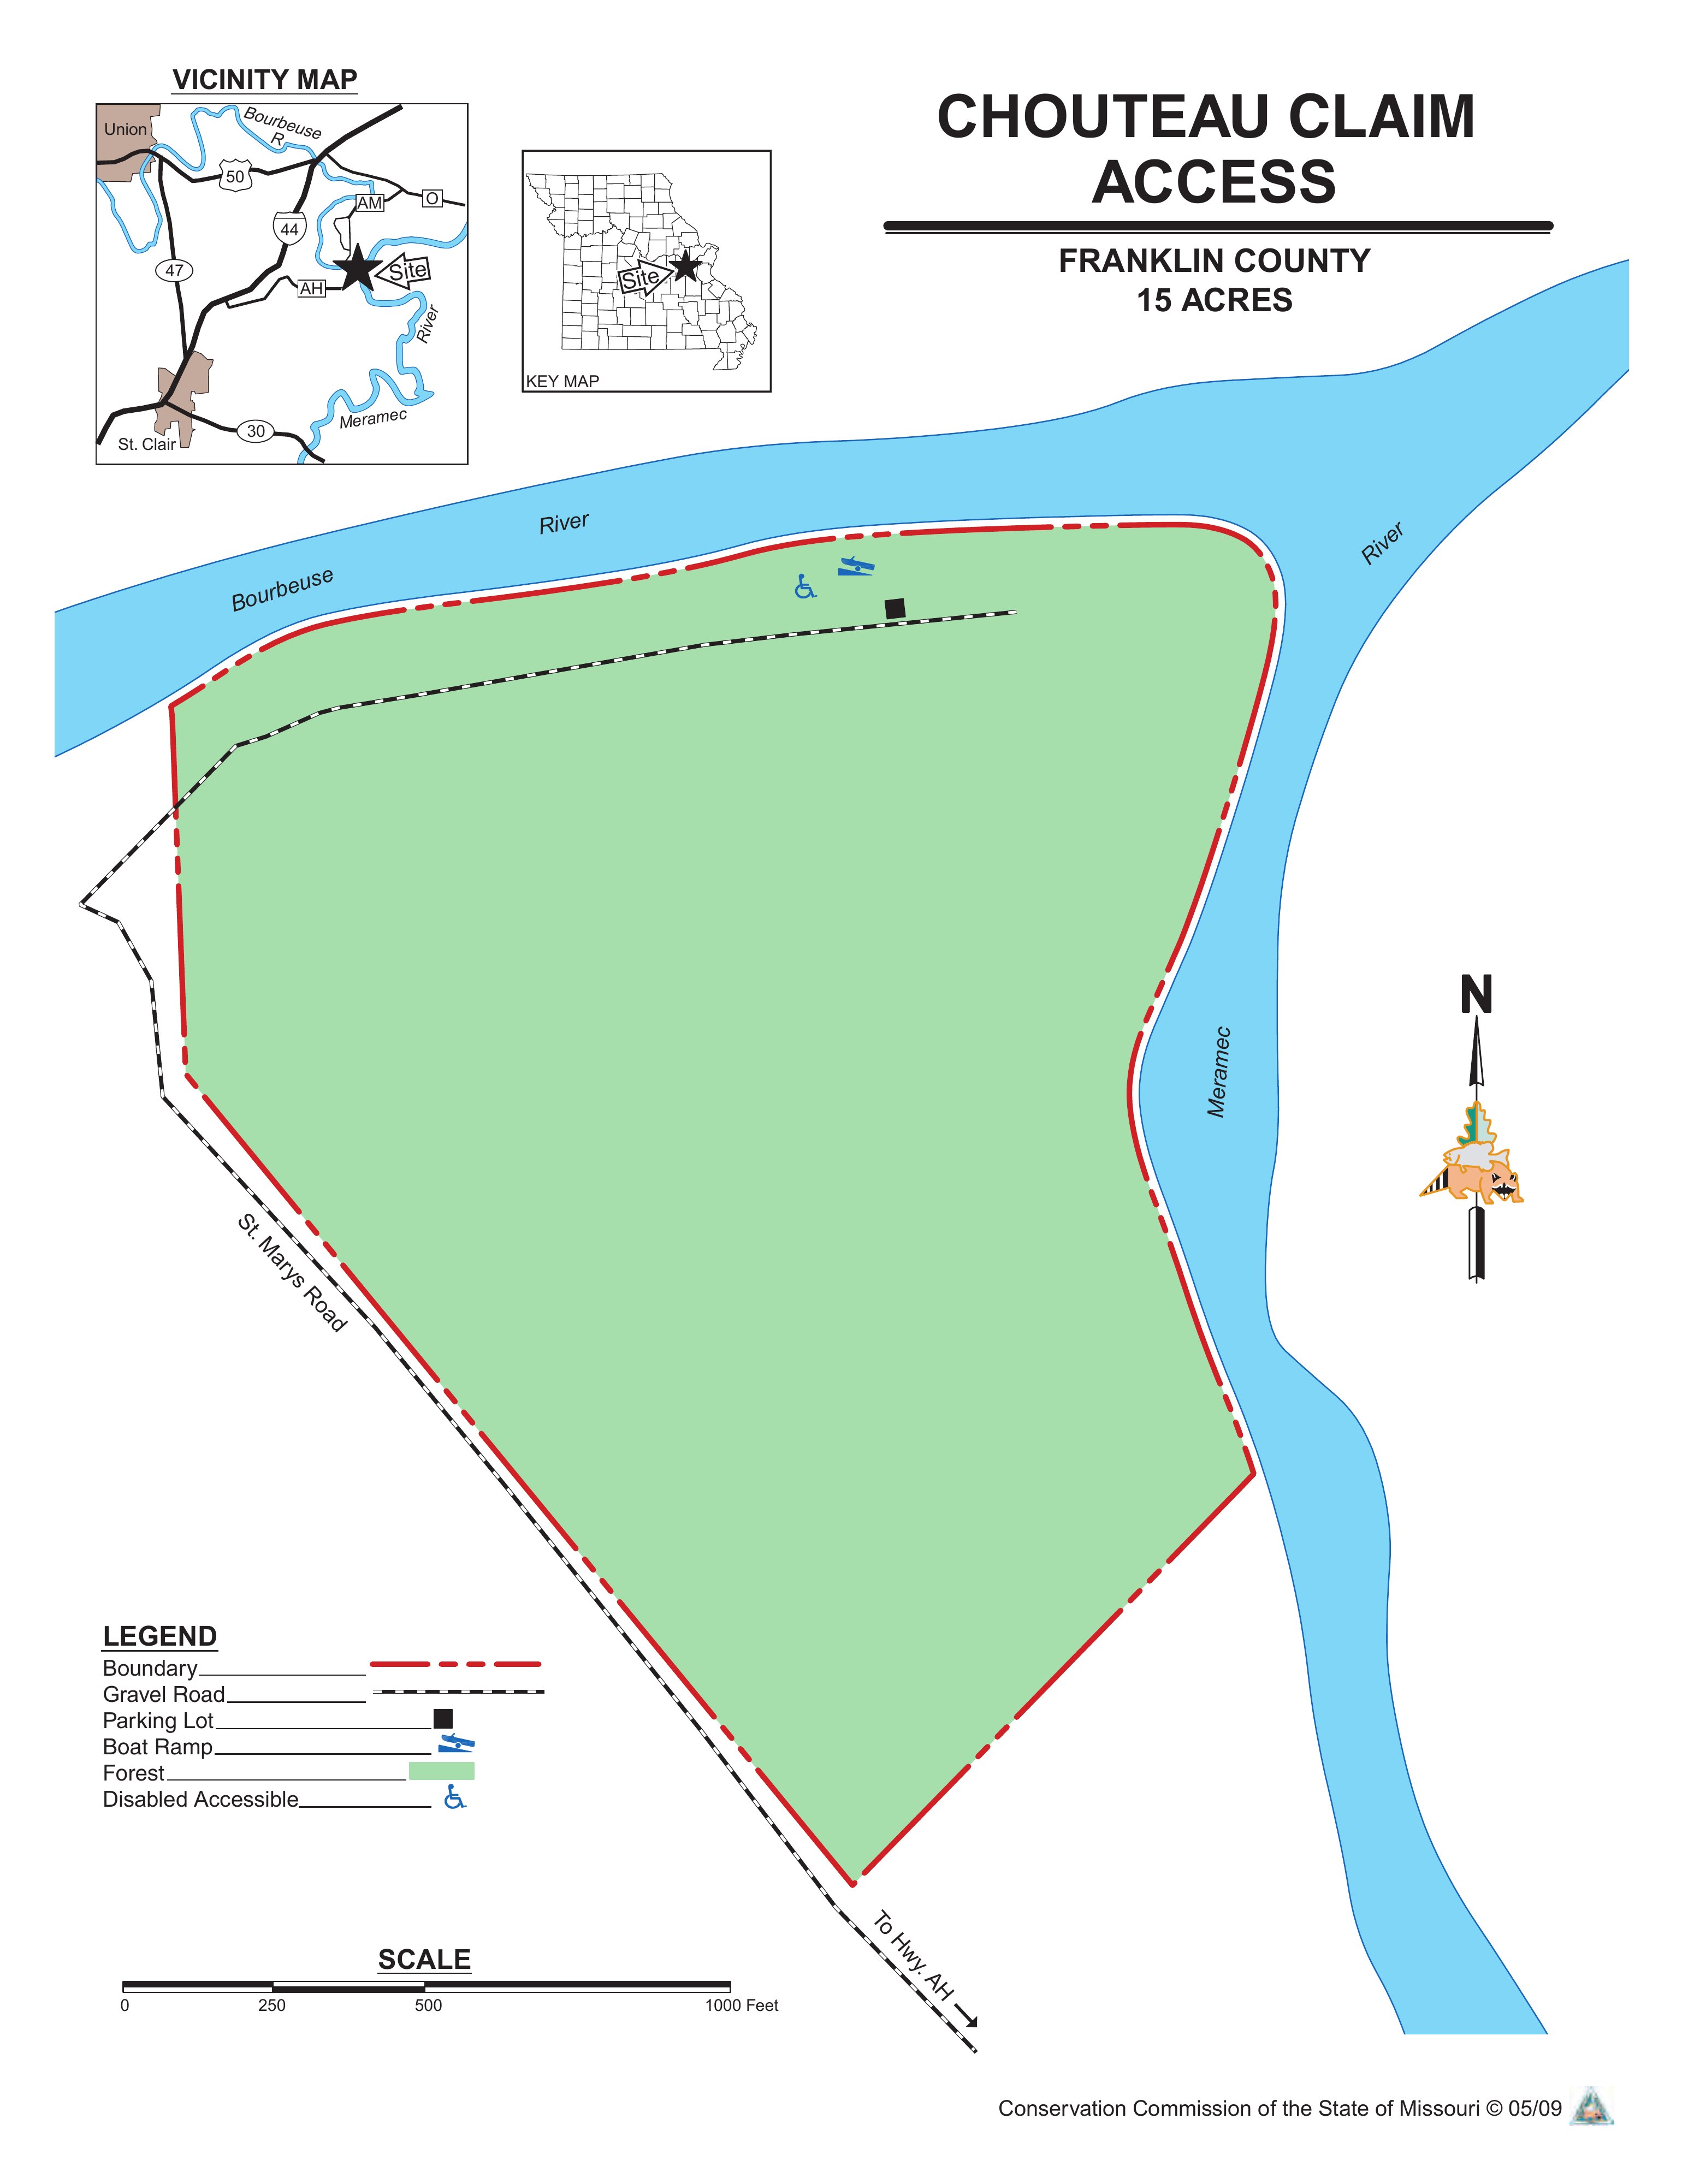 VICINITY MAP
Union
Bourbeuse
R
50
AM
O
44
47
Site
AH
River
Meramec
30
St. Clair
Site
KEY MAP
CHOUTEAU CLAIM
ACCESS
FRANKLIN COUNTY
15 ACRES
River
Bourbeuse
River
N
Meramec
St. Marys Road
LEGEND
Boundary
Gravel Road
Parking Lot
Boat Ramp
Forest
Disabled Accessible
To Hwy. AH
SCALE
0 250 500 1000 Feet
Conservation Commission of the State of Missouri © 05/09